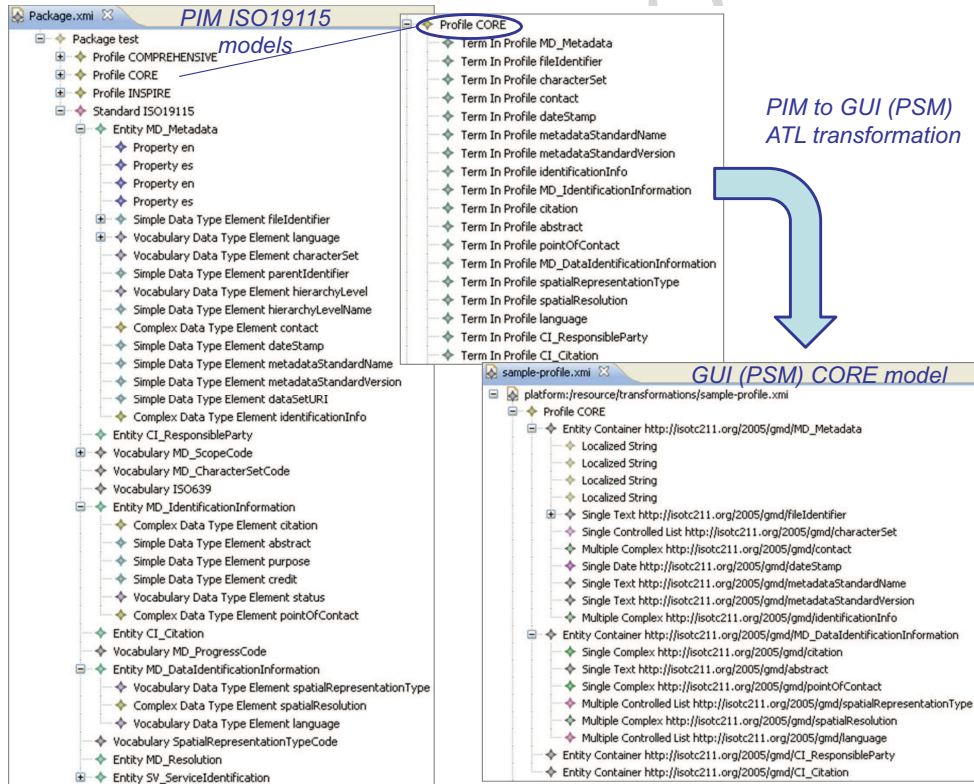 Package.xmi
PIM ISO19115
models
Package test
Profile COMPREHENSIVE
Profile CORE
Profile INSPIRE
Standard ISO19115
Entity MD_Metadata
Property en
Property es
Property en
Property es
Simple Data Type Element fileIdentifier
Vocabulary Data Type Element language
Vocabulary Data Type Element characterSet
Simple Data Type Element parentIdentifier
Vocabulary Data Type Element hierarchyLevel
Simple Data Type Element hierarchyLevelName
Complex Data Type Element contact
Simple Data Type Element dateStamp
Simple Data Type Element metadataStandardName
Simple Data Type Element metadataStandardVersion
Simple Data Type Element dataSetURI
Complex Data Type Element identificationInfo
Entity CI_ResponsibleParty
Vocabulary MD_ScopeCode
Vocabulary MD_CharacterSetCode
Vocabulary ISO639
Entity MD_IdentificationInformation
Complex Data Type Element citation
Simple Data Type Element abstract
Simple Data Type Element purpose
Simple Data Type Element credit
Vocabulary Data Type Element status
Complex Data Type Element pointOfContact
Entity CI_Citation
Vocabulary MD_ProgressCode
Entity MD_DataIdentificationInformation
Vocabulary Data Type Element spatialRepresentationType
Complex Data Type Element spatialResolution
Vocabulary Data Type Element language
Vocabulary SpatialRepresentationTypeCode
Entity MD_Resolution
Entity SV_ServiceIdentification
Profile CORE
Term In Profile MD_Metadata
Term In Profile fileIdentifier
Term In Profile characterSet
Term In Profile contact
Term In Profile dateStamp
Term In Profile metadataStandardName
Term In Profile metadataStandardVersion
Term In Profile identificationInfo
Term In Profile MD_IdentificationInformation
Term In Profile citation
Term In Profile abstract
Term In Profile pointOfContact
Term In Profile MD_DataIdentificationInformation
Term In Profile spatialRepresentationType
Term In Profile spatialResolution
Term In Profile language
Term In Profile CI_ResponsibleParty
Term In Profile CI_Citation
PIM to GUI (PSM)
ATL transformation
sample-profile.xmi
GUI (PSM) CORE model
platform:/resource/transformations/sample-profile.xmi
Profile CORE
Entity Container http://isotc211.org/2005/gmd/MD_Metadata
Localized String
Localized String
Localized String
Localized String
Single Text http://isotc211.org/2005/gmd/fileIdentifier
Single Controlled List http://isotc211.org/2005/gmd/characterSet
Multiple Complex http://isotc211.org/2005/gmd/contact
Single Date http://isotc211.org/2005/gmd/dateStamp
Single Text http://isotc211.org/2005/gmd/metadataStandardName
Single Text http://isotc211.org/2005/gmd/metadataStandardVersion
Multiple Complex http://isotc211.org/2005/gmd/identificationInfo
Entity Container http://isotc211.org/2005/gmd/MD_DataIdentificationInformation
Single Complex http://isotc211.org/2005/gmd/citation
Single Text http://isotc211.org/2005/gmd/abstract
Single Complex http://isotc211.org/2005/gmd/pointOfContact
Multiple Controlled List http://isotc211.org/2005/gmd/spatialRepresentationType
Multiple Complex http://isotc211.org/2005/gmd/spatialResolution
Multiple Controlled List http://isotc211.org/2005/gmd/language
Entity Container http://isotc211.org/2005/gmd/CI_ResponsibleParty
Entity Container http://isotc211.org/2005/gmd/CI_Citation